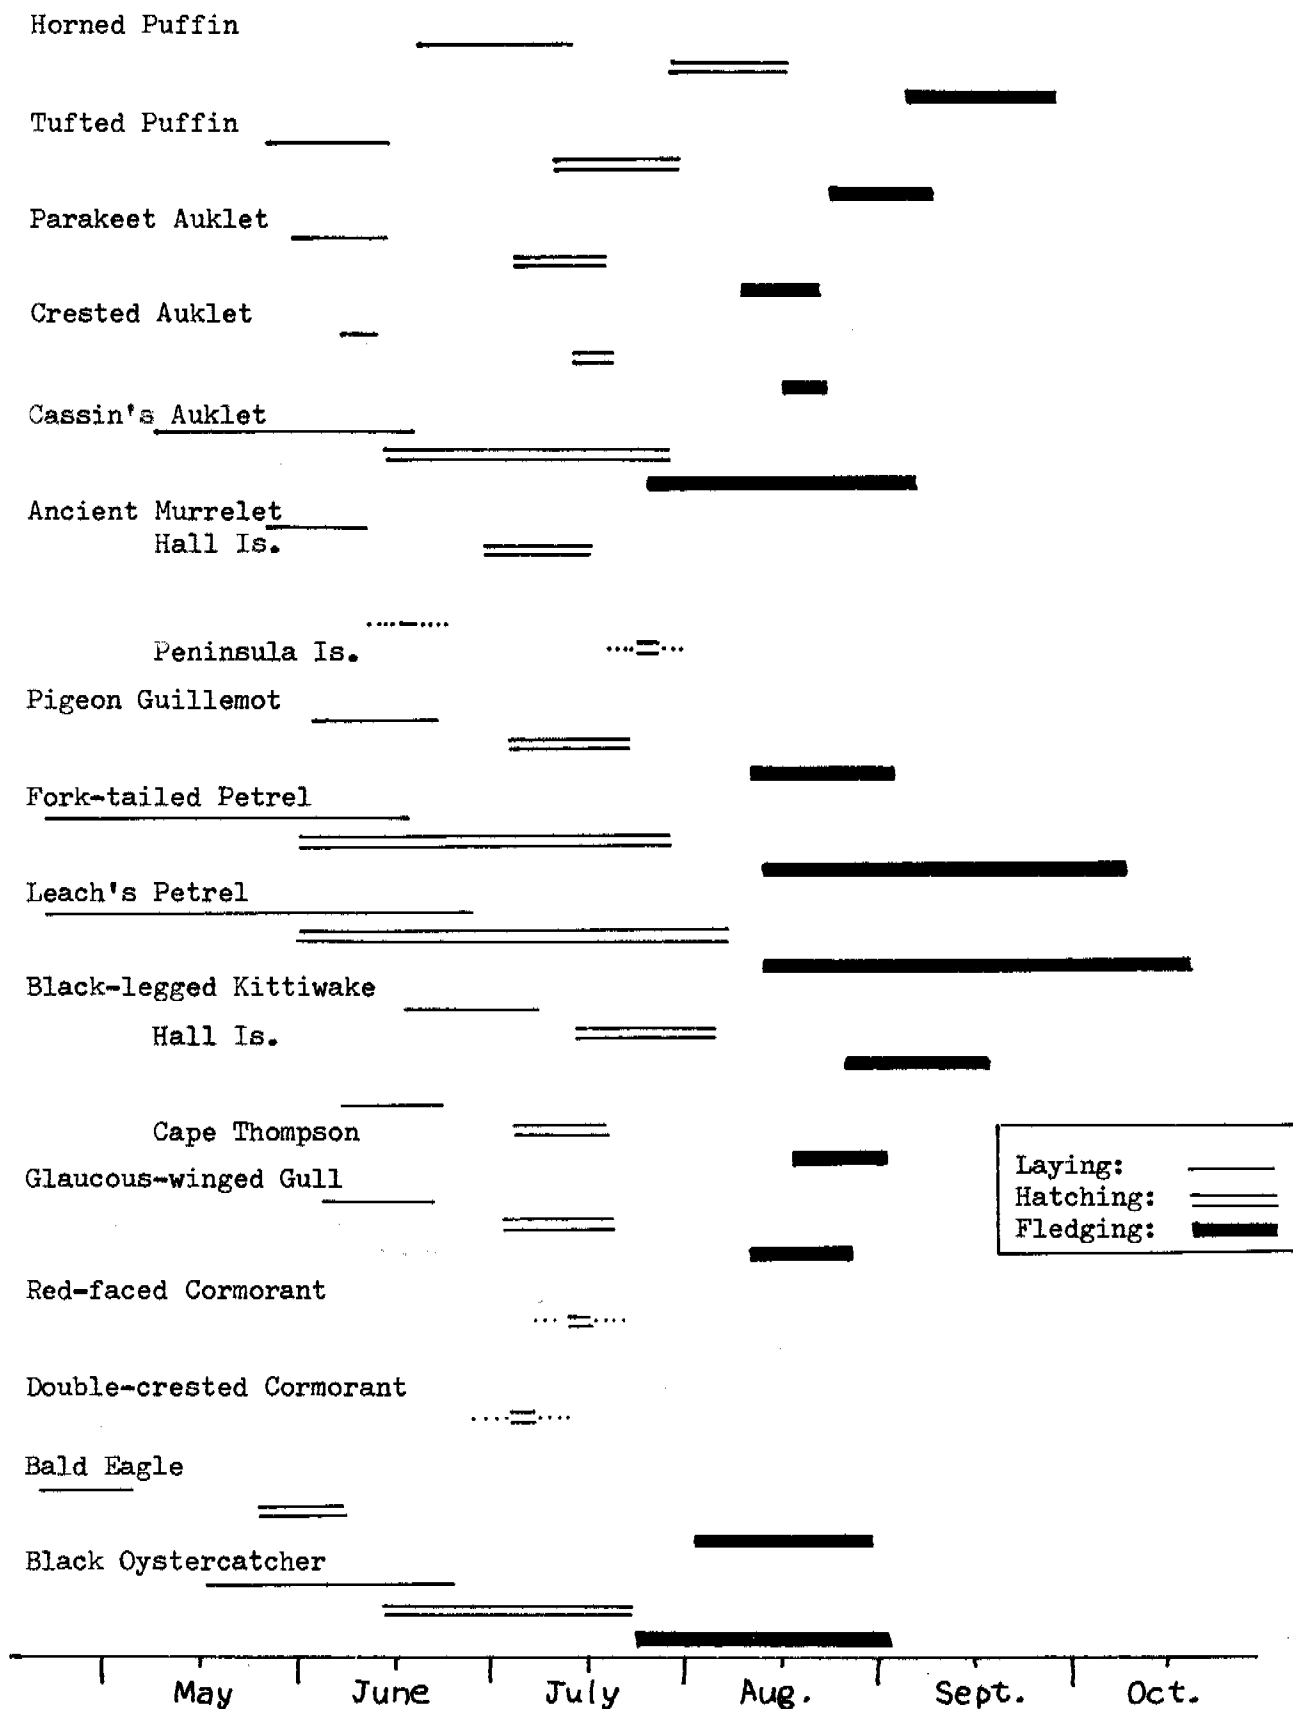 Horned Puffin
Tufted Puffin
Parakeet Auklet
Crested Auklet
Cassin's Auklet
Ancient Murrelet
Hall Is.
Peninsula Is.
Pigeon Guillemot
Fork-tailed Petrel
Leach's Petrel
Black-legged Kittiwake
Hall Is.
Cape Thompson
Glaucous-winged Gull
Laying:
Hatching:
Fledging:
Red-faced Cormorant
Double-crested Cormorant
Bald Eagle
Black Oystercatcher
May June July Aug. Sept. Oct.